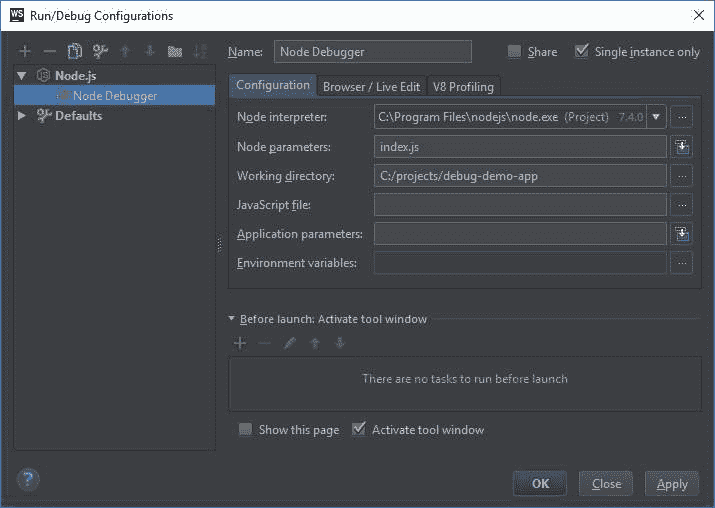 WS Run/Debug Configurations
Name: Node Debugger Share Single instance only
Node.js
Node Debugger
Defaults
Configuration Browser / Live Edit V8 Profiling
Node interpreter: C:\Program Files\nodejs\node.exe (Project) 7.4.0 ...
Node parameters: index.js
Working directory: C:/projects/debug-demo-app ...
JavaScript file: ...
Application parameters:
Environment variables: ...
Before launch: Activate tool window
There are no tasks to run before launch
Show this page Activate tool window
? OK Close Apply